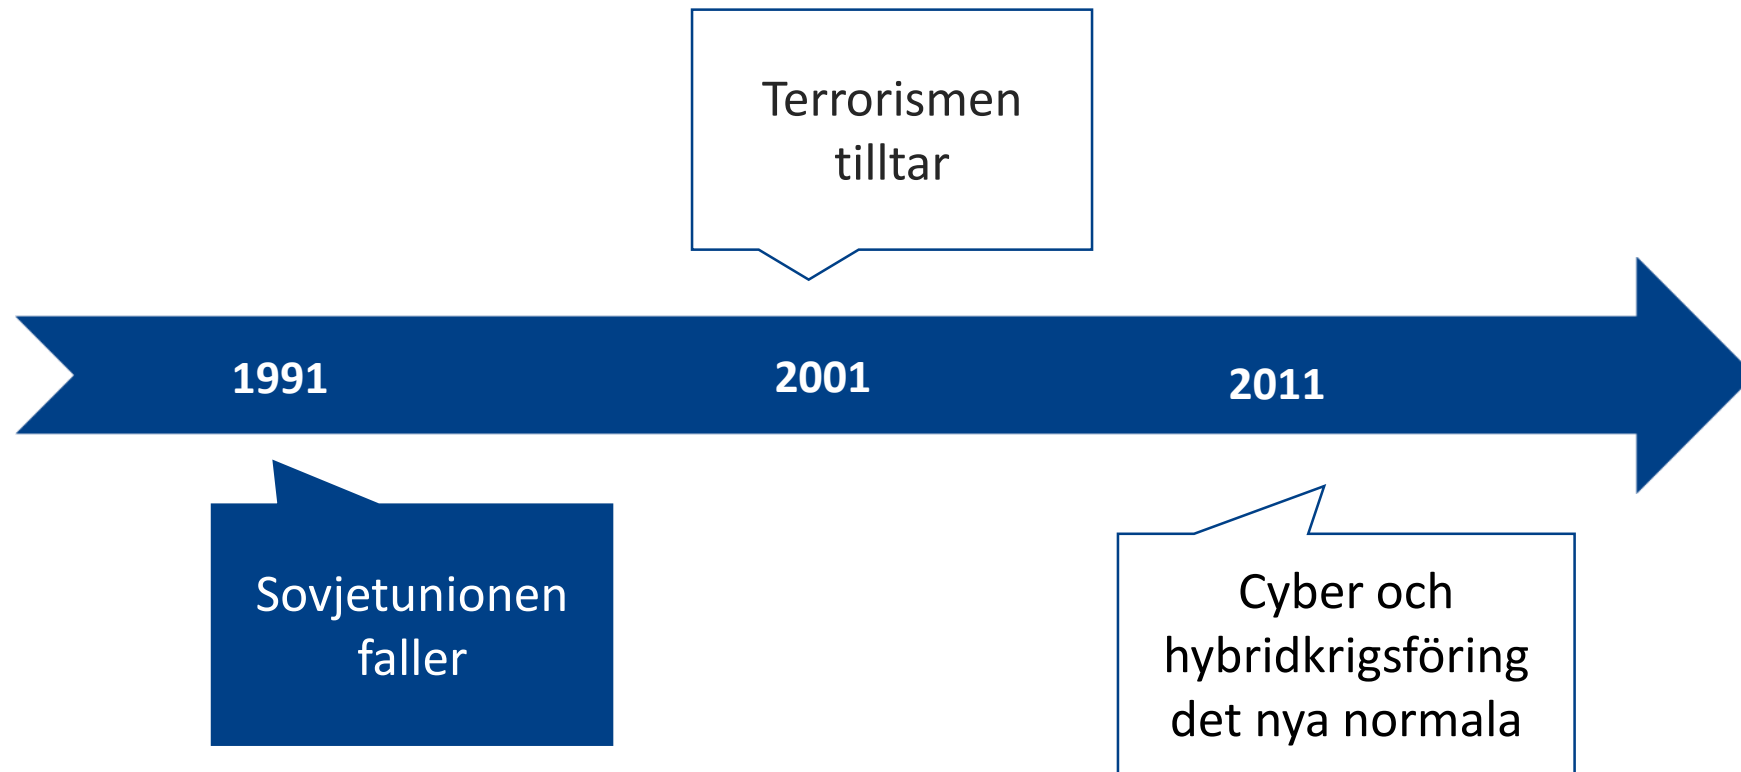 Terrorismen
tilltar
1991
2001
2011
Sovjetunionen
faller
Cyber och
hybridkrigsföring
det nya normala